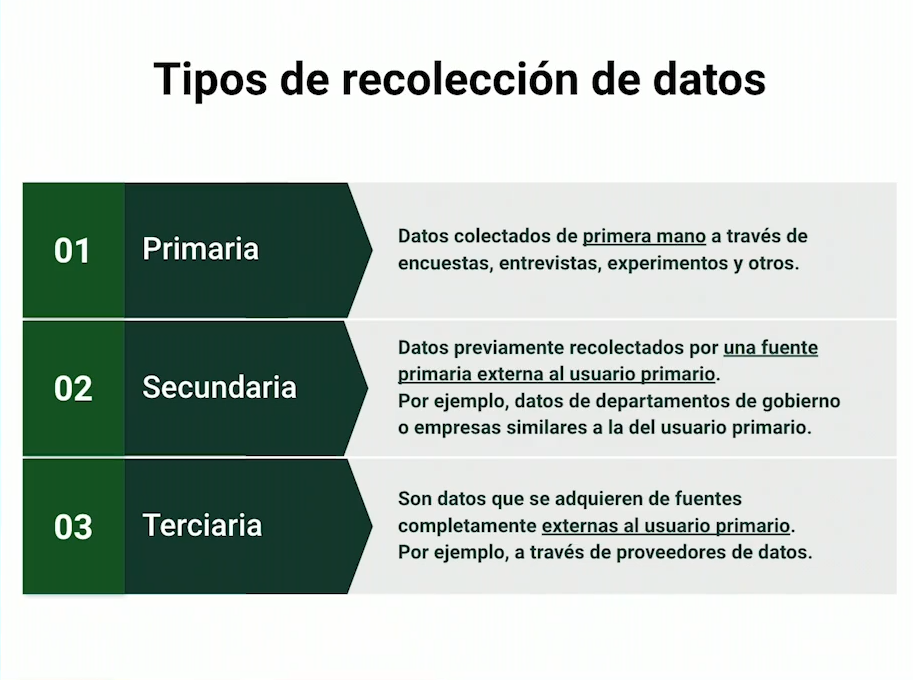 Tipos de recolección de datos
01
Primaria
Datos colectados de primera mano a través de
encuestas, entrevistas, experimentos y otros.
02
Secundaria
Datos previamente recolectados por una fuente
primaria externa al usuario primario.
Por ejemplo, datos de departamentos de gobierno
o empresas similares a la del usuario primario.
03
Terciaria
Son datos que se adquieren de fuentes
completamente externas al usuario primario.
Por ejemplo, a través de proveedores de datos.